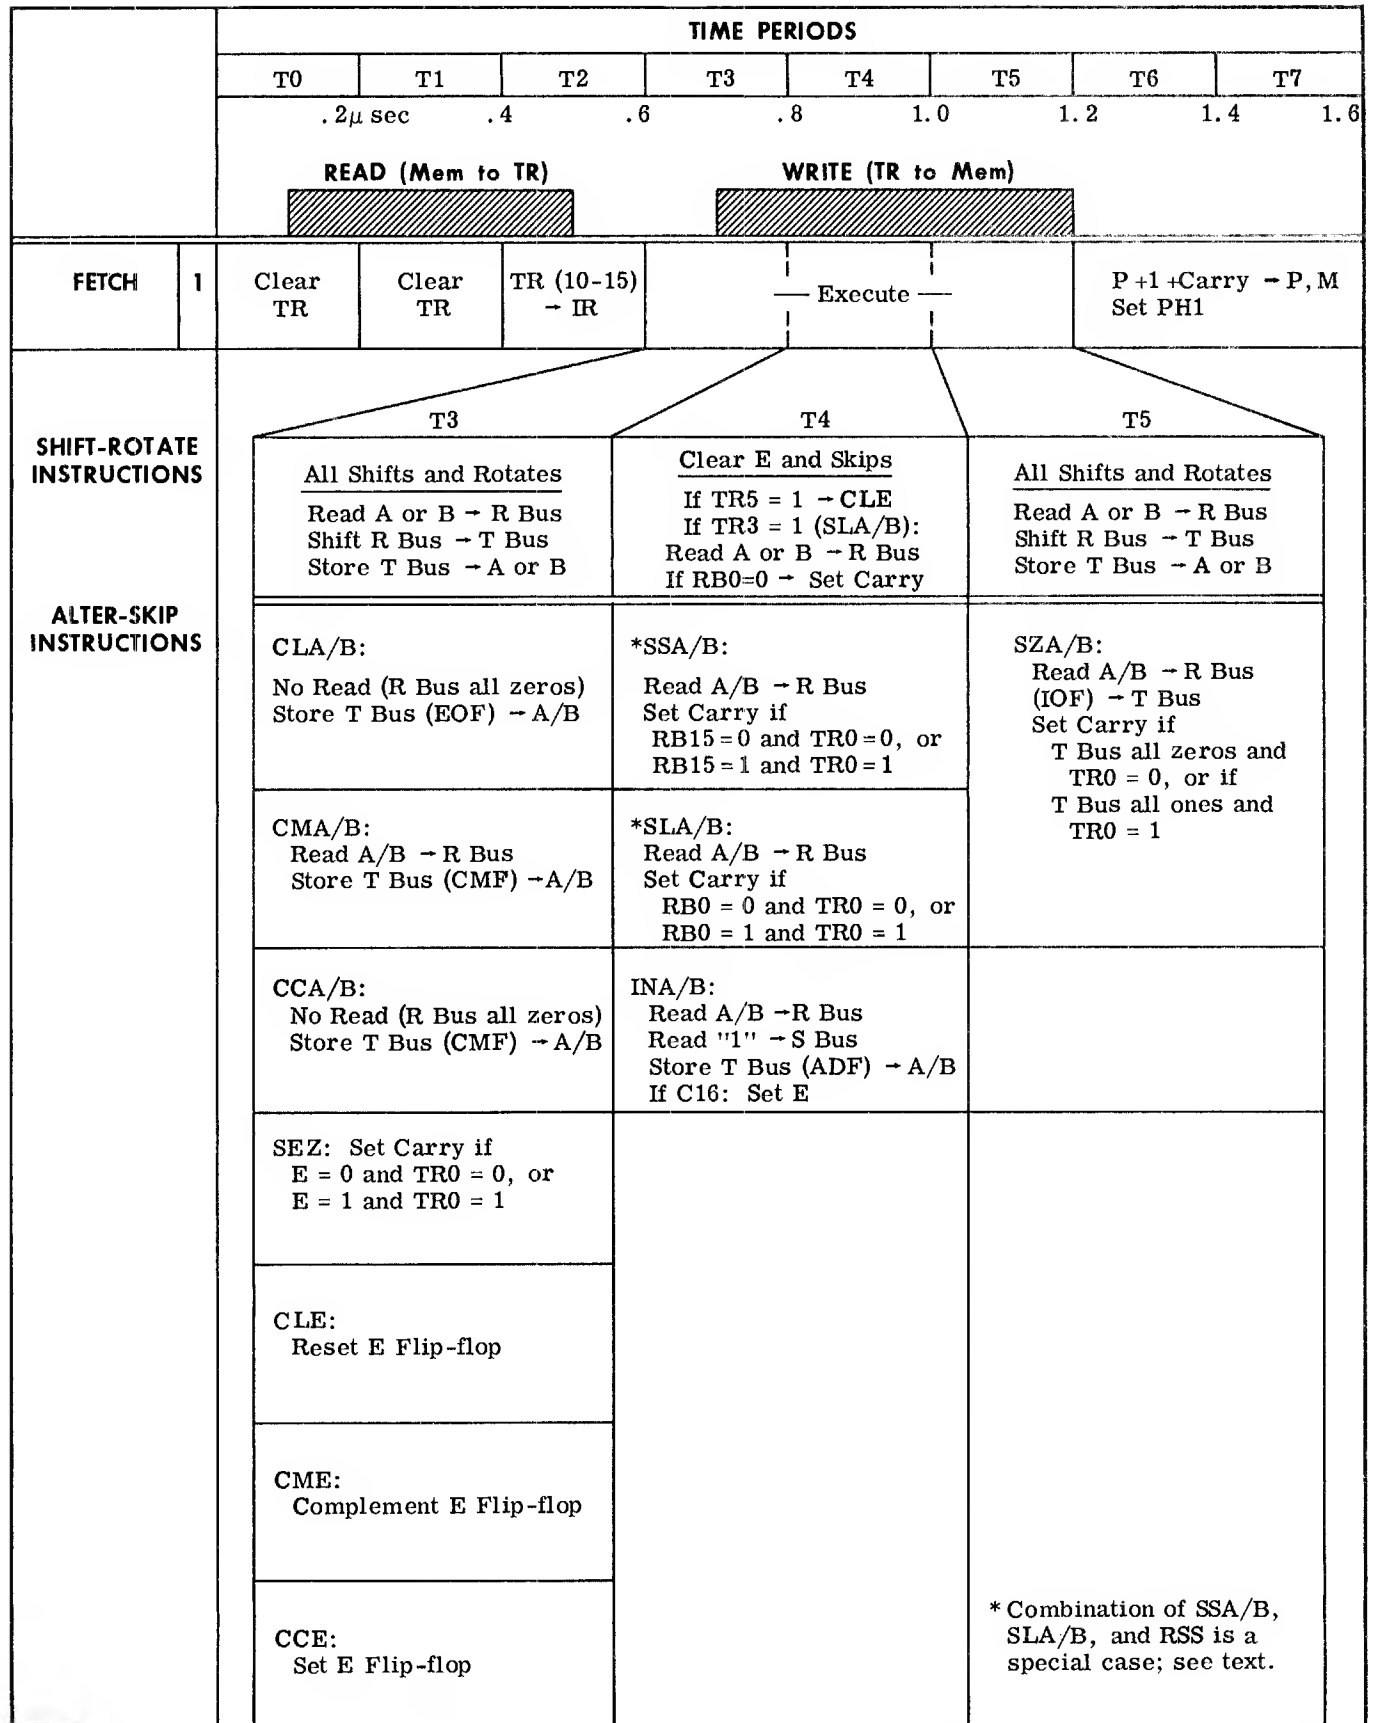 TIME PERIODS
T0 T1 T2 T3 T4 T5 T6 T7
.2μ sec .4 .6 .8 1.0 1.2 1.4 1.6
READ (Mem to TR) WRITE (TR to Mem)
FETCH 1
Clear
TR
Clear
TR
TR (10-15)
→ IR
Execute
P+1+Carry → P, M
Set PH1
T3 T4 T5
SHIFT-ROTATE
INSTRUCTIONS
All Shifts and Rotates
Read A or B → R Bus
Shift R Bus → T Bus
Store T Bus → A or B
Clear E and Skips
If TR5 = 1 → CLE
If TR3 = 1 (SLA/B):
Read A or B → R Bus
If RB0=0 → Set Carry
All Shifts and Rotates
Read A or B → R Bus
Shift R Bus → T Bus
Store T Bus → A or B
ALTER-SKIP
INSTRUCTIONS
CLA/B:
No Read (R Bus all zeros)
Store T Bus (EOF) → A/B
*SSA/B:
Read A/B → R Bus
Set Carry if
RB15 = 0 and TR0 = 0, or
RB15 = 1 and TR0 = 1
SZA/B:
Read A/B → R Bus
(IOF) → T Bus
Set Carry if
T Bus all zeros and
TR0 = 0, or if
T Bus all ones and
TR0 = 1
CMA/B:
Read A/B → R Bus
Store T Bus (CMF) → A/B
*SLA/B:
Read A/B → R Bus
Set Carry if
RB0 = 0 and TR0 = 0, or
RB0 = 1 and TR0 = 1
CCA/B:
No Read (R Bus all zeros)
Store T Bus (CMF) → A/B
INA/B:
Read A/B → R Bus
Read "1" → S Bus
Store T Bus (ADF) → A/B
If C16: Set E
SEZ: Set Carry if
E = 0 and TR0 = 0, or
E = 1 and TR0 = 1
CLE:
Reset E Flip-flop
CME:
Complement E Flip-flop
CCE:
Set E Flip-flop
* Combination of SSA/B,
SLA/B, and RSS is a
special case; see text.